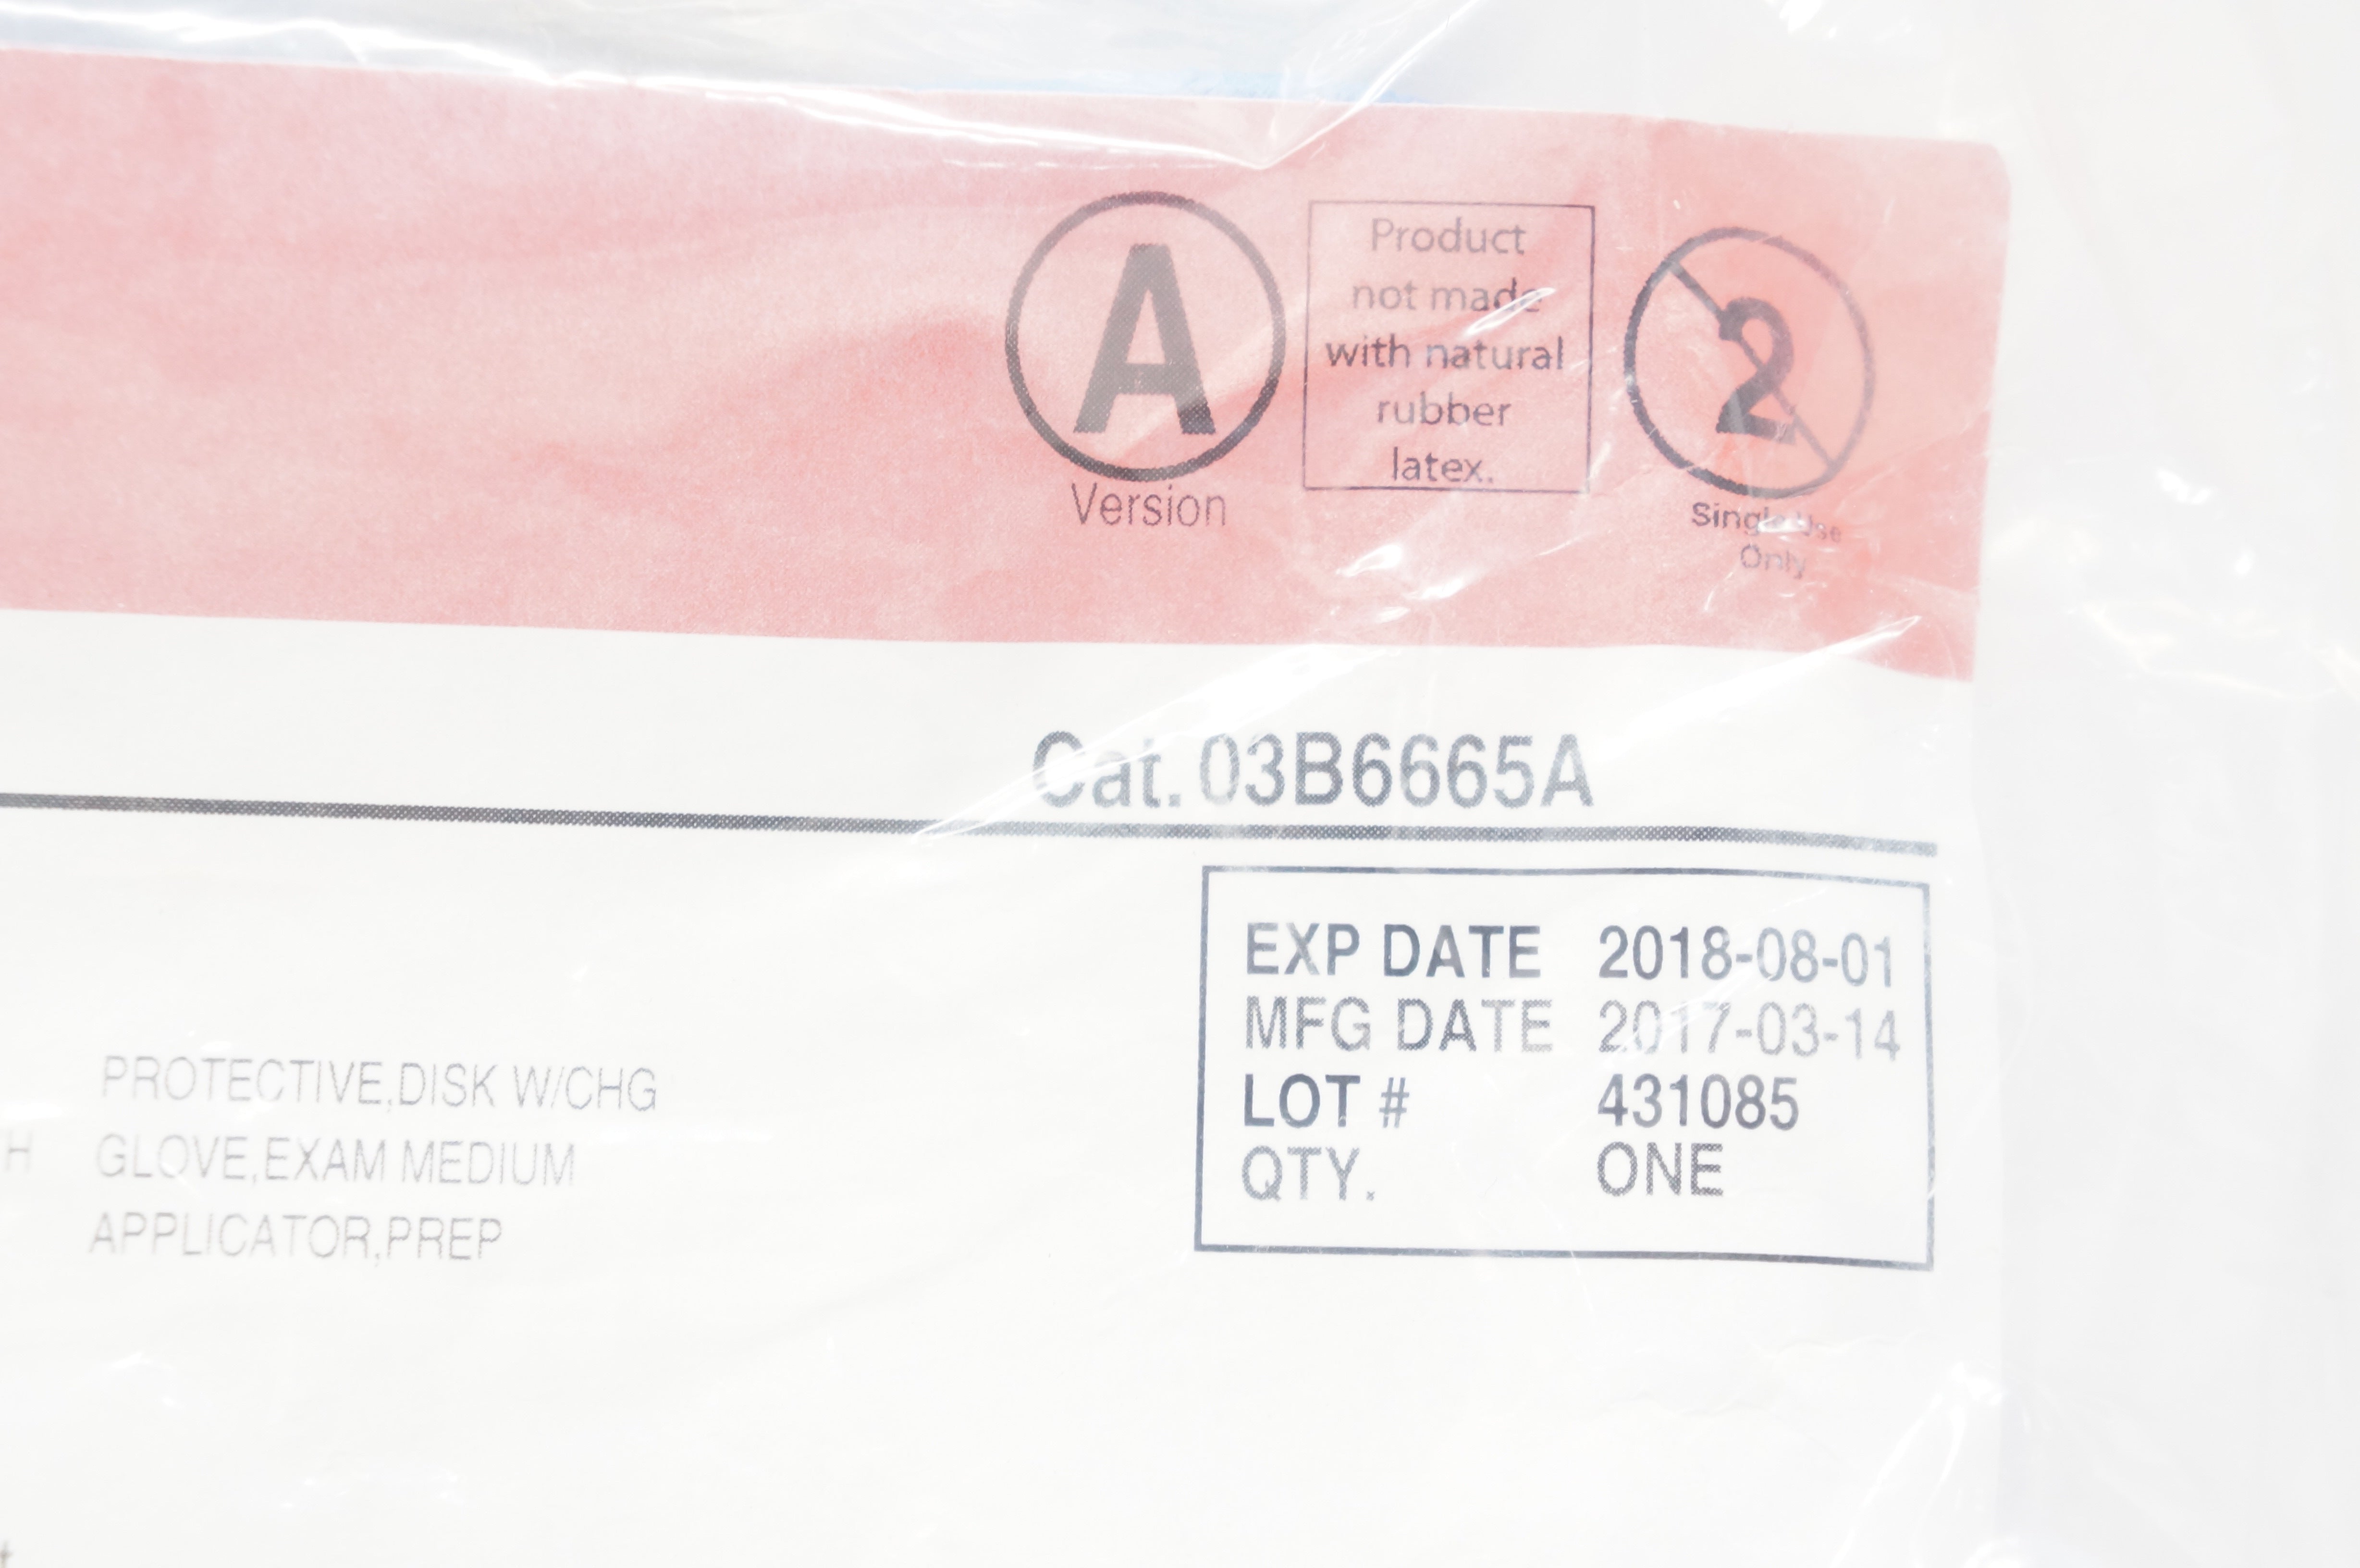 A
Version
Product
not made
with natural
rubber
latex.
2
Single Use
Only
Cat. 03B6665A
EXP DATE 2018-08-01
MFG DATE 2017-03-14
LOT # 431085
QTY. ONE
PROTECTIVE,DISK W/CHG
H GLOVE,EXAM MEDIUM
APPLICATOR,PREP
t